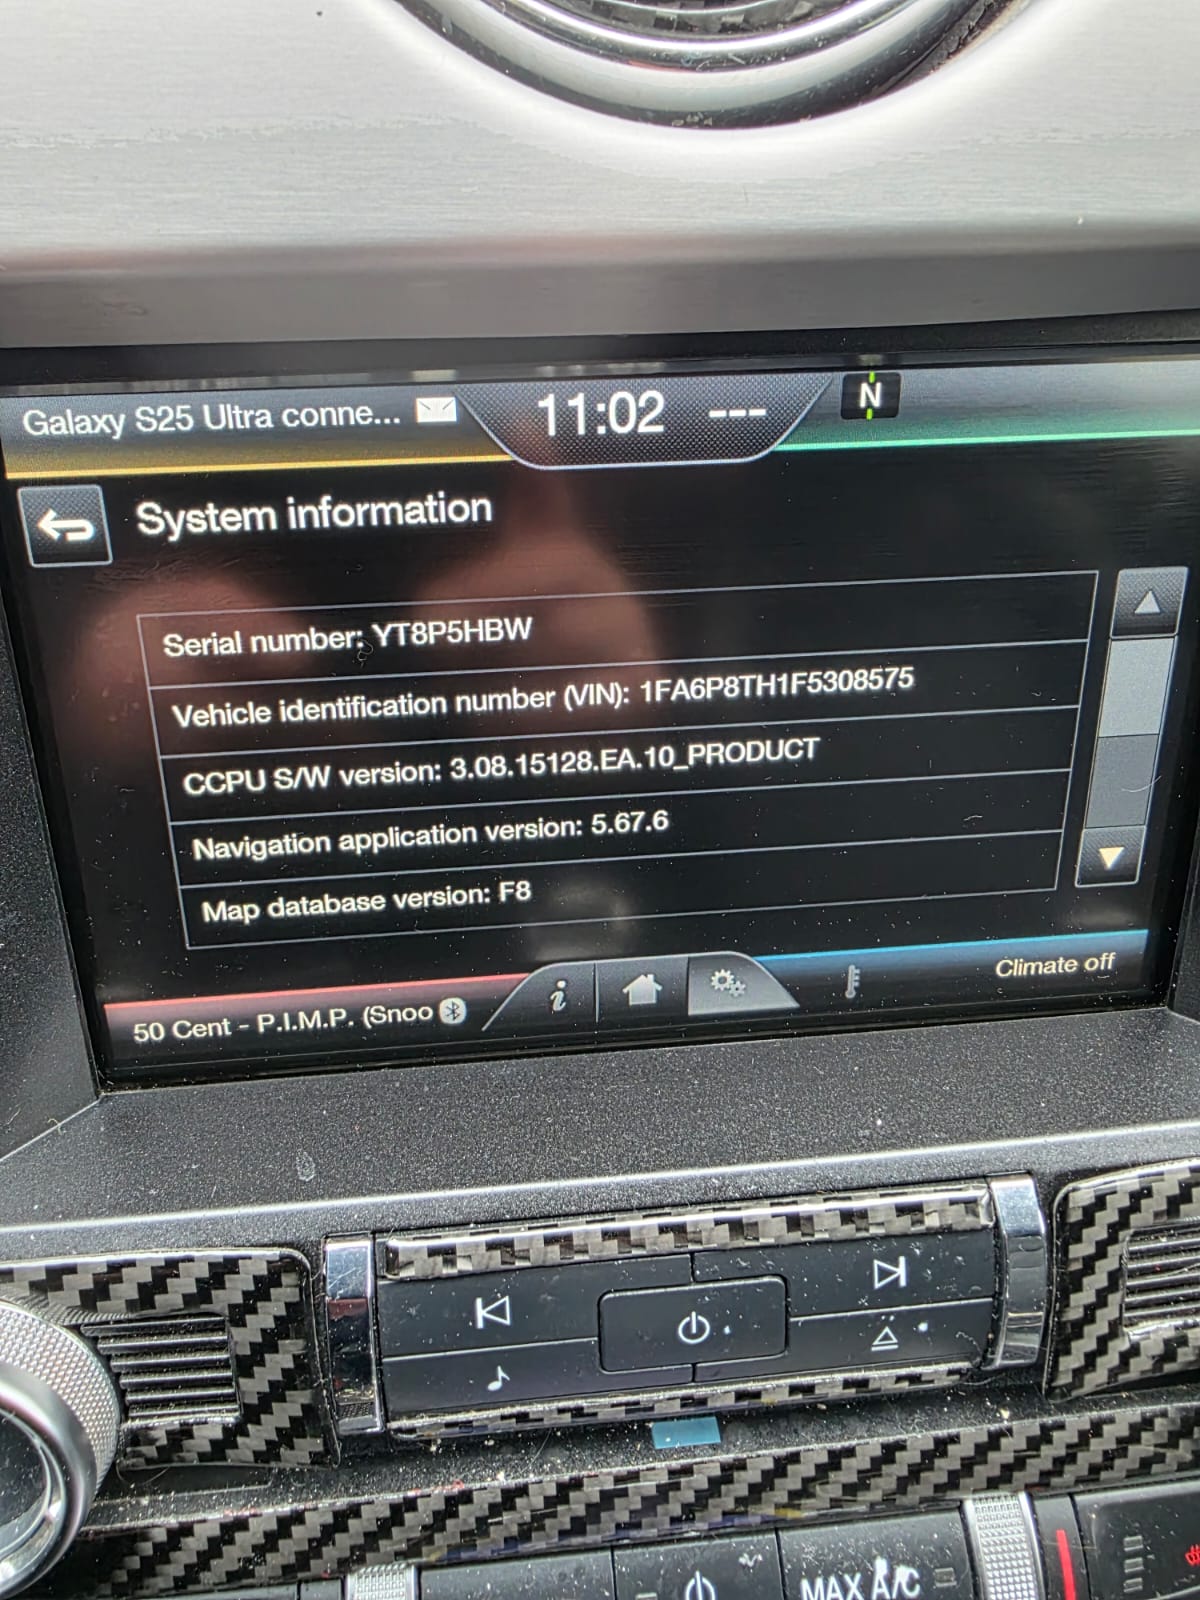 Galaxy S25 Ultra conne... 11:02 --- N
System information
Serial number: YT8P5HBW
Vehicle identification number (VIN): 1FA6P8TH1F5308575
CCPU S/W version: 3.08.15128.EA.10_PRODUCT
Navigation application version: 5.67.6
Map database version: F8
50 Cent - P.I.M.P. (Snoo
Climate off
MAX A/C